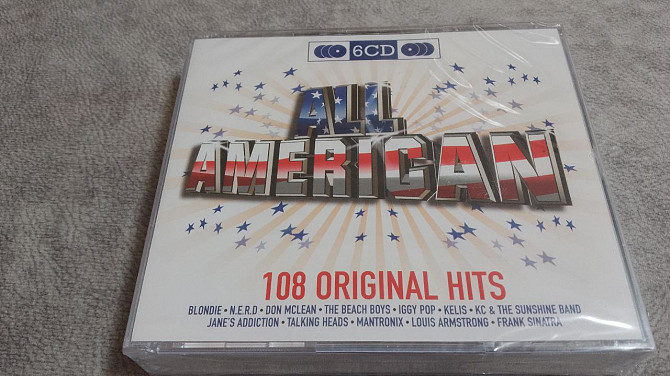 6CD
ALL
AMERICAN
108 ORIGINAL HITS
BLONDIE • N.E.R.D • DON MCLEAN • THE BEACH BOYS • IGGY POP • KELIS • KC & THE SUNSHINE BAND
JANE'S ADDICTION • TALKING HEADS • MANTRONIX • LOUIS ARMSTRONG • FRANK SINATRA